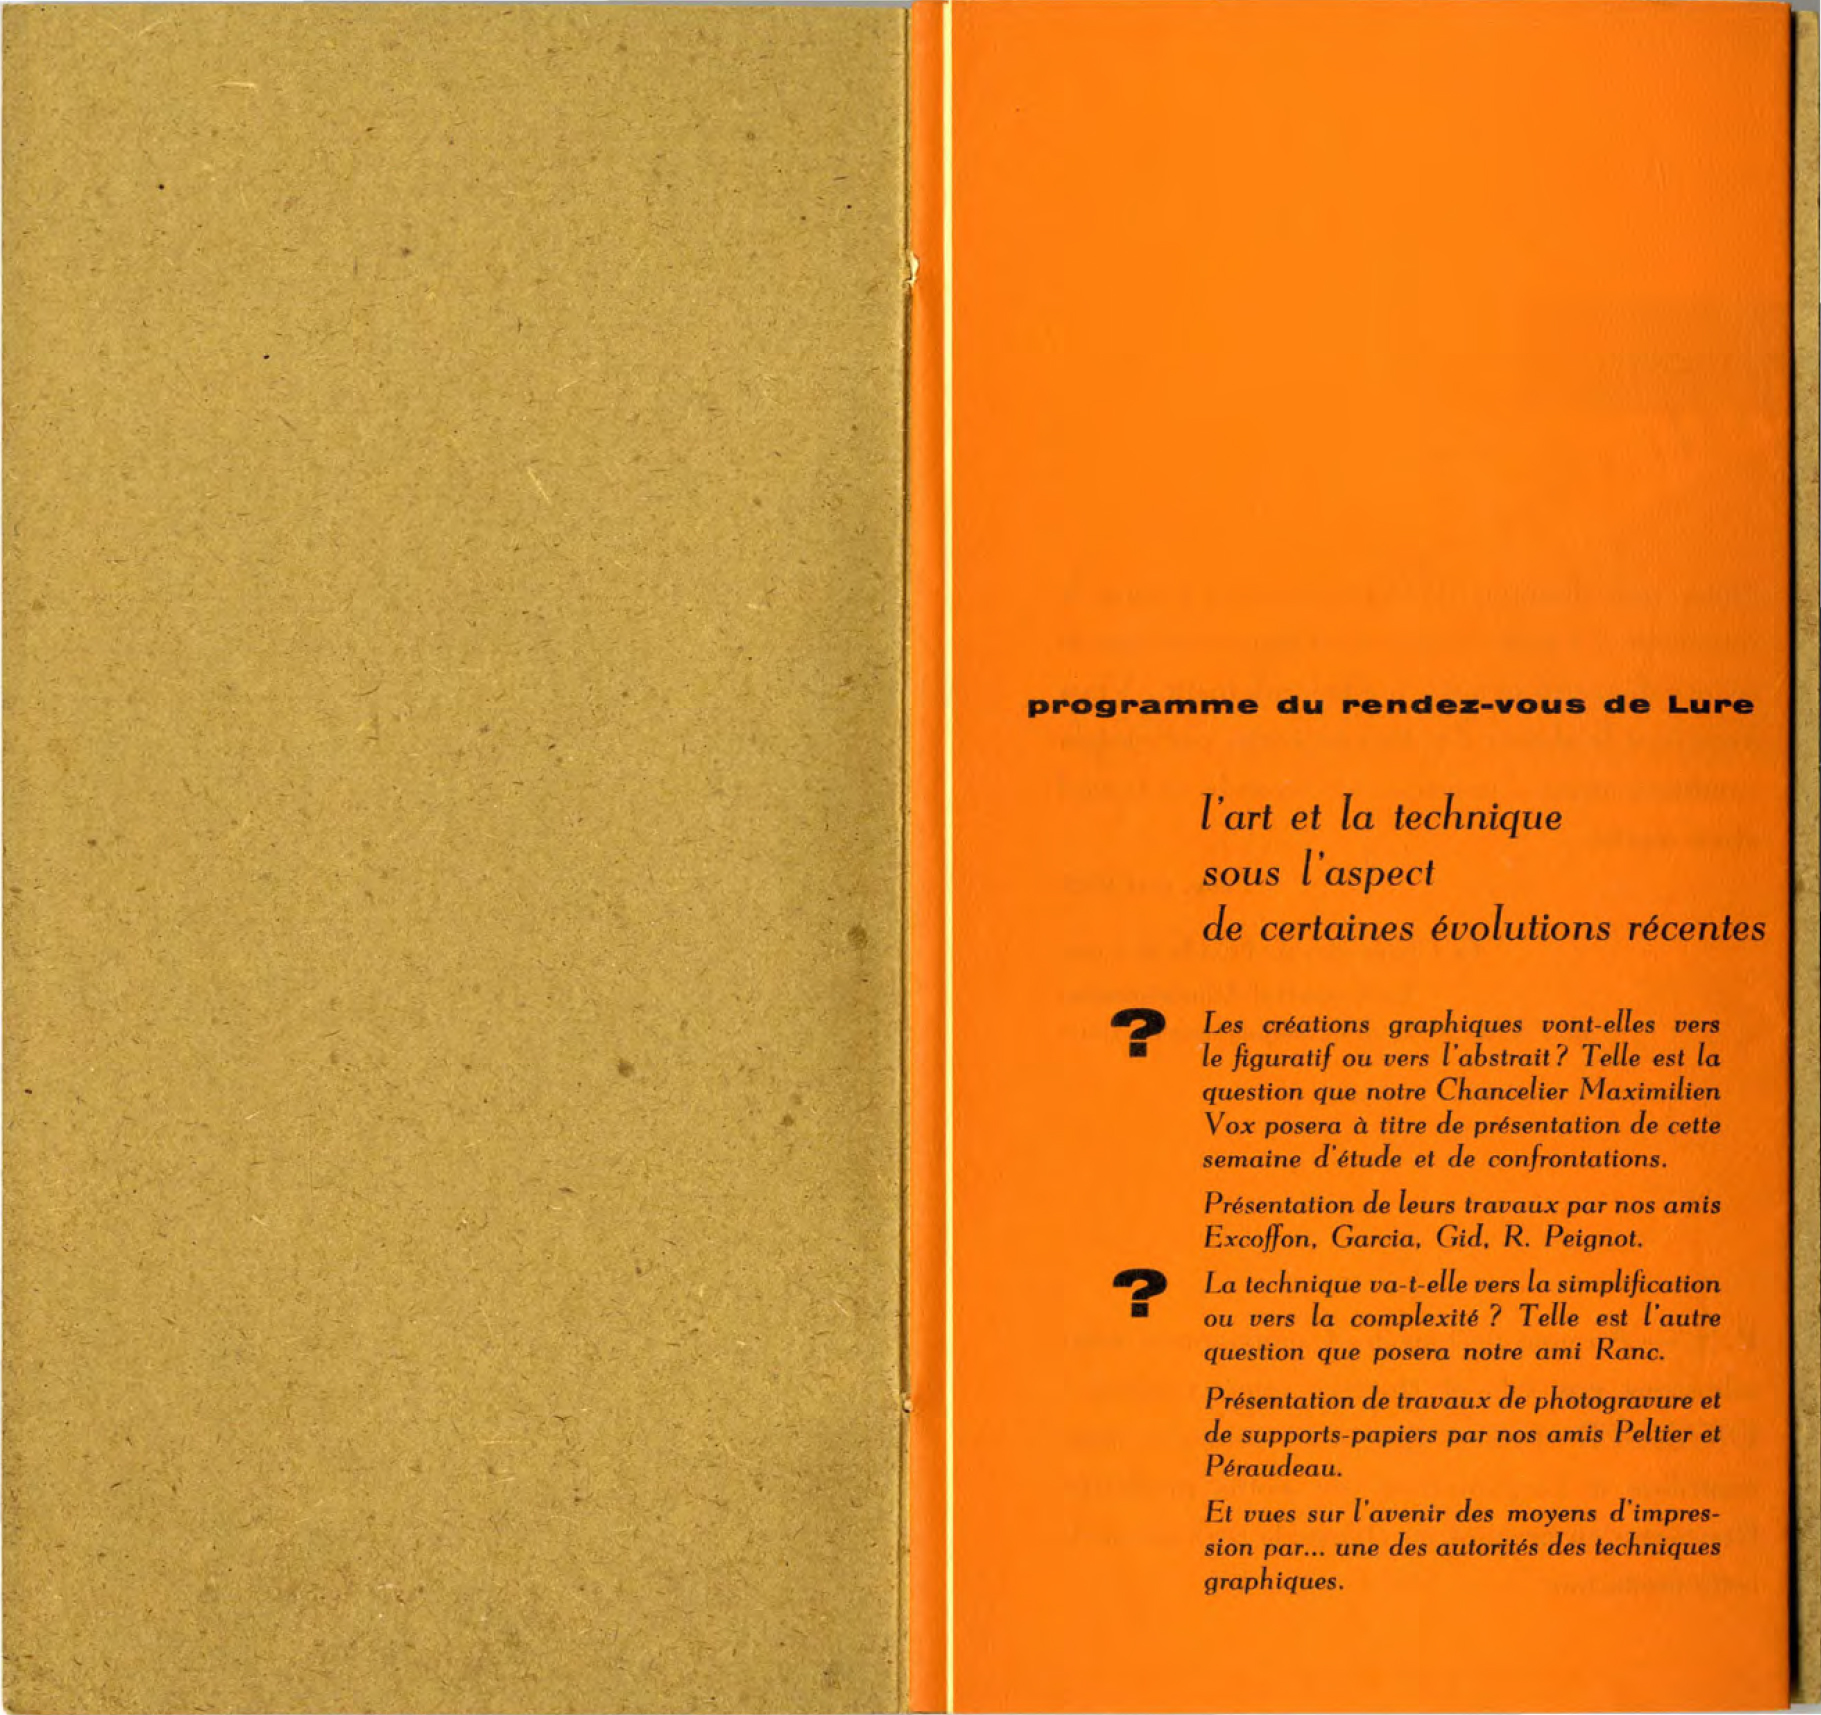 programme du rendez-vous de Lure
l'art et la technique
sous l'aspect
de certaines évolutions récentes
? Les créations graphiques vont-elles vers
le figuratif ou vers l'abstrait ? Telle est la
question que notre Chancelier Maximilien
Vox posera à titre de présentation de cette
semaine d'étude et de confrontations.
Présentation de leurs travaux par nos amis
Excoffon, Garcia, Gid, R. Peignot.
? La technique va-t-elle vers la simplification
ou vers la complexité ? Telle est l'autre
question que posera notre ami Ranc.
Présentation de travaux de photogravure et
de supports-papiers par nos amis Peltier et
Péraudeau.
Et vues sur l'avenir des moyens d'impres-
sion par... une des autorités des techniques
graphiques.